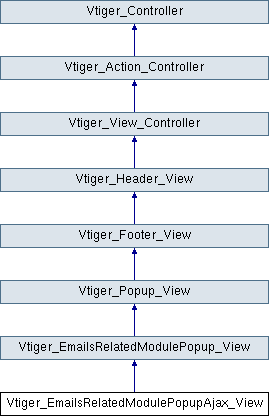 Vtiger_Controller
Vtiger_Action_Controller
Vtiger_View_Controller
Vtiger_Header_View
Vtiger_Footer_View
Vtiger_Popup_View
Vtiger_EmailsRelatedModulePopup_View
Vtiger_EmailsRelatedModulePopupAjax_View